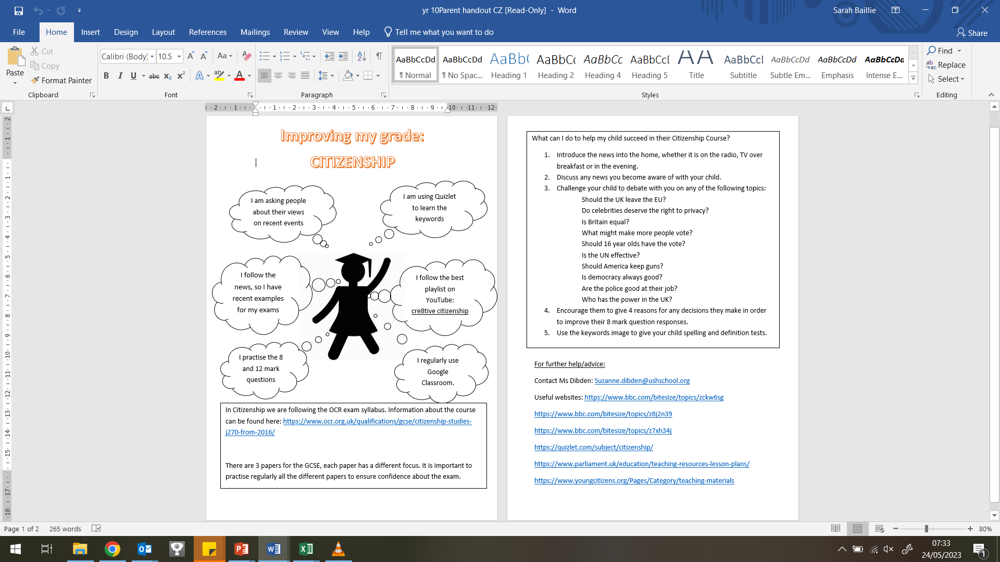 yr 10Parent handout CZ [Read-Only] - Word
Sarah Baillie
File Home Insert Design Layout References Mailings Review View Help Tell me what you want to do
Share
Paste
Cut
Copy
Format Painter
Clipboard
Calibri (Body) 10.5
Font
Paragraph
AaBbCcDd AaBbCcDd AaBb( AaBbCc AaBbCc AaBbC AA AaBbCcl AaBbCcDd AaBbCcDd AaBbCcDd
¶ Normal ¶ No Spac... Heading 1 Heading 2 Heading 4 Heading 5 Title Subtitle Subtle Em... Emphasis Intense E...
Styles
Find
Replace
Select
Editing
Improving my grade:
CITIZENSHIP
I am asking people
about their views
on recent events
I am using Quizlet
to learn the
keywords
I follow the
news, so I have
recent examples
for my exams
I follow the best
playlist on
YouTube:
cre8tive citizenship
I practise the 8
and 12 mark
questions
I regularly use
Google
Classroom.
In Citizenship we are following the OCR exam syllabus. Information about the course
can be found here: https://www.ocr.org.uk/qualifications/gcse/citizenship-studies-
j270-from-2016/
There are 3 papers for the GCSE, each paper has a different focus. It is important to
practise regularly all the different papers to ensure confidence about the exam.
What can I do to help my child succeed in their Citizenship Course?
1. Introduce the news into the home, whether it is on the radio, TV over
breakfast or in the evening.
2. Discuss any news you become aware of with your child.
3. Challenge your child to debate with you on any of the following topics:
Should the UK leave the EU?
Do celebrities deserve the right to privacy?
Is Britain equal?
What might make more people vote?
Should 16 year olds have the vote?
Is the UN effective?
Should America keep guns?
Is democracy always good?
Are the police good at their job?
Who has the power in the UK?
4. Encourage them to give 4 reasons for any decisions they make in order
to improve their 8 mark question responses.
5. Use the keywords image to give your child spelling and definition tests.
For further help/advice:
Contact Ms Dibden: Suzanne.dibden@ushschool.org
Useful websites: https://www.bbc.com/bitesize/topics/zckw6sg
https://www.bbc.com/bitesize/topics/z8j2n39
https://www.bbc.com/bitesize/topics/z7xh34j
https://quizlet.com/subject/citizenship/
https://www.parliament.uk/education/teaching-resources-lesson-plans/
https://www.youngcitizens.org/Pages/Category/teaching-materials
Page 1 of 2 265 words
80%
07:33
24/05/2023
1